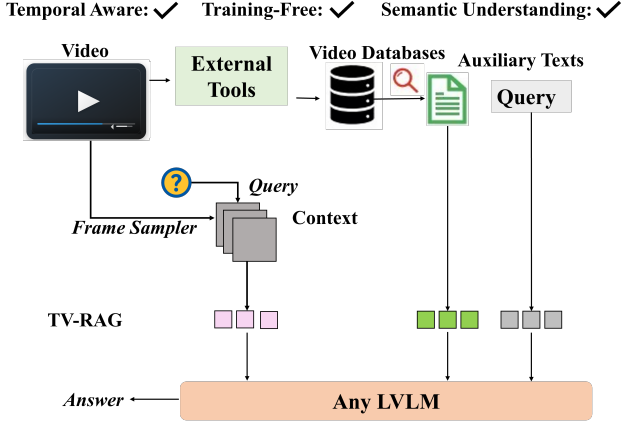 Temporal Aware: ✓ Training-Free: ✓ Semantic Understanding: ✓
Video
Video Databases
External
Tools
Auxiliary Texts
Query
?
Query
Frame Sampler
Context
TV-RAG
Answer
Any LVLM